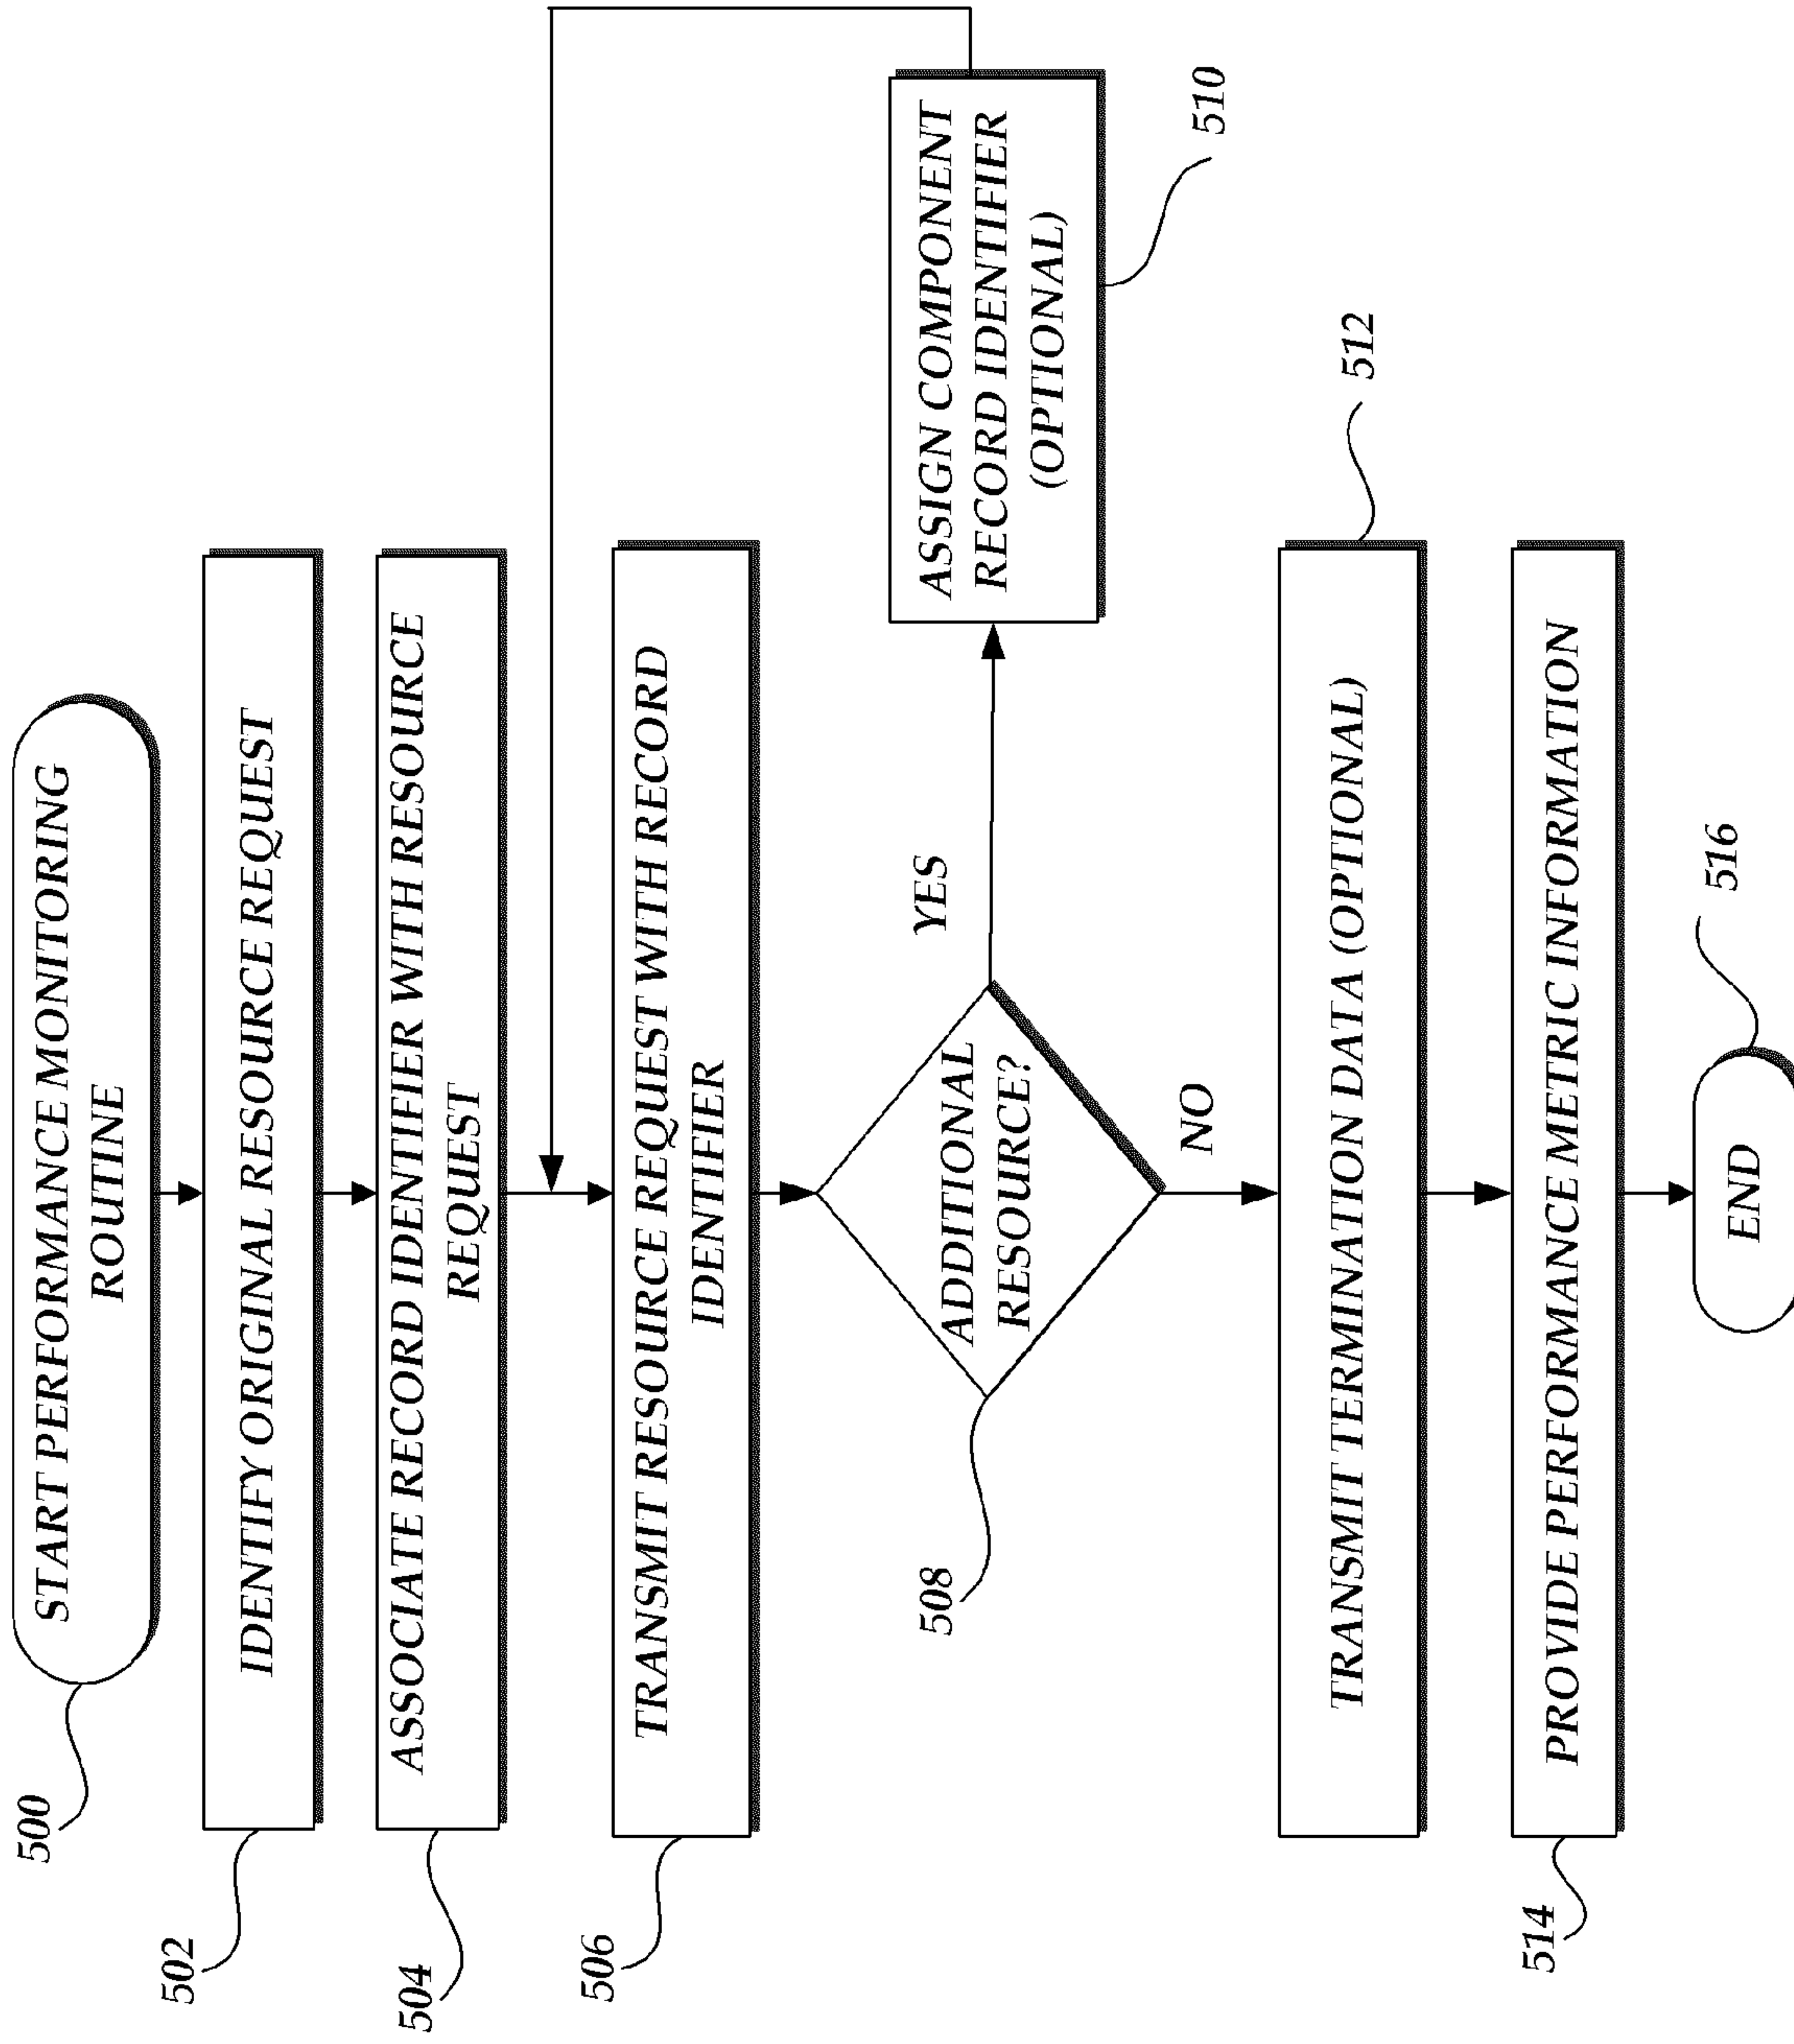 500
START PERFORMANCE MONITORING
ROUTINE
502
IDENTIFY ORIGINAL RESOURCE REQUEST
504
ASSOCIATE RECORD IDENTIFIER WITH RESOURCE
REQUEST
506
TRANSMIT RESOURCE REQUEST WITH RECORD
IDENTIFIER
508
ADDITIONAL
RESOURCE?
YES
ASSIGN COMPONENT
RECORD IDENTIFIER
(OPTIONAL)
510
NO
TRANSMIT TERMINATION DATA (OPTIONAL)
512
514
PROVIDE PERFORMANCE METRIC INFORMATION
END
516